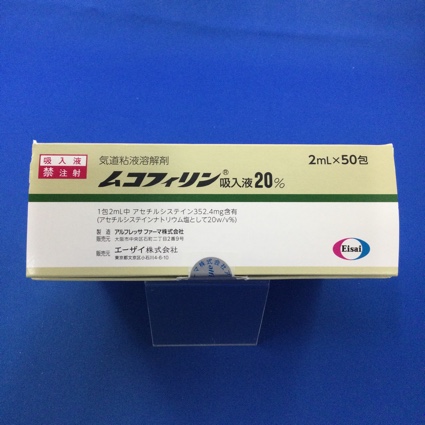 吸入液
禁注射
気道粘液溶解剤
ムコフィリン®吸入液20%
2mL×50包
1包2mL中 アセチルシステイン352.4mg含有
(アセチルシステインナトリウム塩として20w/v%)
製造 アルフレッサ ファーマ株式会社
販売元 大阪市中央区石町二丁目2番9号
販売元 エーザイ株式会社
東京都文京区小石川4-6-10
Eisai